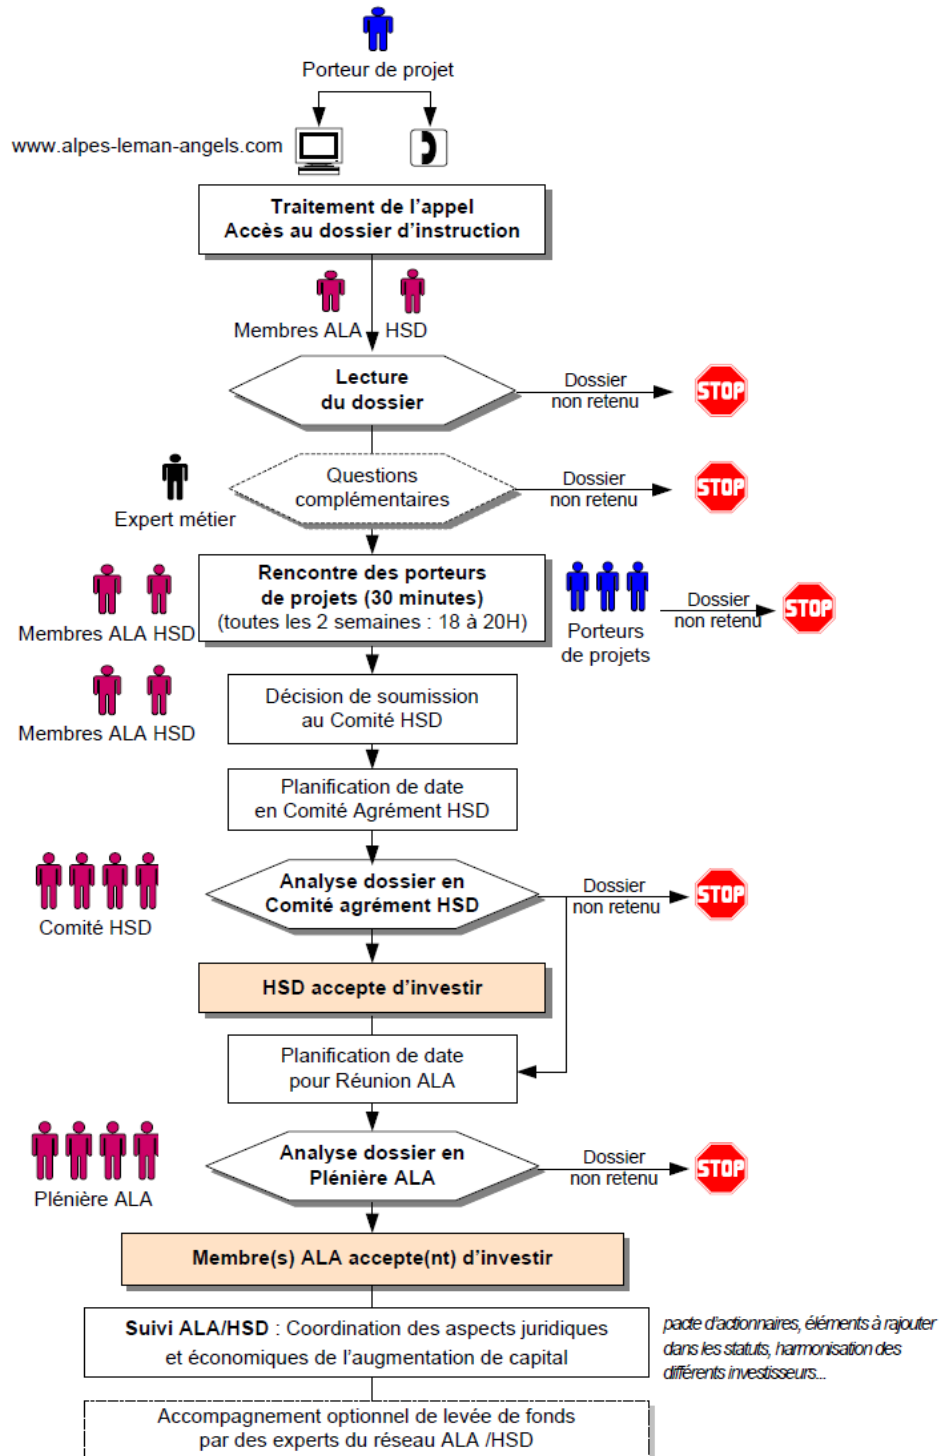 Porteur de projet
www.alpes-leman-angels.com
Traitement de l'appel
Accès au dossier d'instruction
Membres ALA HSD
Lecture
du dossier
Dossier
non retenu
STOP
Questions
complémentaires
Dossier
non retenu
STOP
Expert métier
Rencontre des porteurs
de projets (30 minutes)
(toutes les 2 semaines : 18 à 20H)
Membres ALA HSD
Porteurs
de projets
Dossier
non retenu
STOP
Membres ALA HSD
Décision de soumission
au Comité HSD
Planification de date
en Comité Agrément HSD
Comité HSD
Analyse dossier en
Comité agrément HSD
Dossier
non retenu
STOP
HSD accepte d'investir
Planification de date
pour Réunion ALA
Plénière ALA
Analyse dossier en
Plénière ALA
Dossier
non retenu
STOP
Membre(s) ALA accepte(nt) d'investir
Suivi ALA/HSD : Coordination des aspects juridiques
et économiques de l'augmentation de capital
pacte d'actionnaires, éléments à rajouter
dans les statuts, harmonisation des
différents investisseurs...
Accompagnement optionnel de levée de fonds
par des experts du réseau ALA /HSD